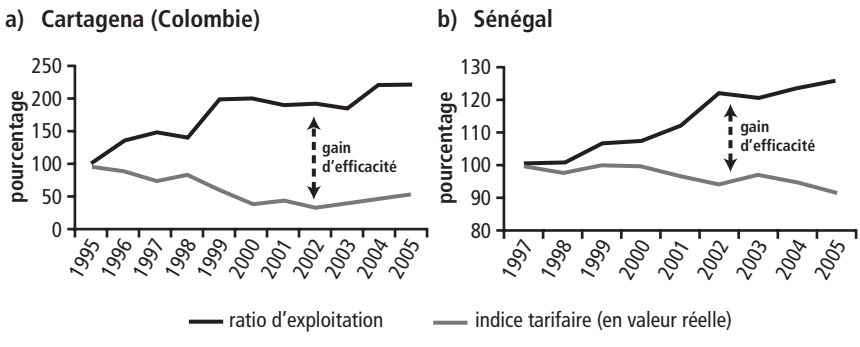 a) Cartagena (Colombie)
pourcentage
250
200
150
100
50
0
gain
d'efficacité
1995 1996 1997 1998 1999 2000 2001 2002 2003 2004 2005
b) Sénégal
pourcentage
130
120
110
100
90
80
gain
d'efficacité
1997 1998 1999 2000 2001 2002 2003 2004 2005
ratio d'exploitation indice tarifaire (en valeur réelle)